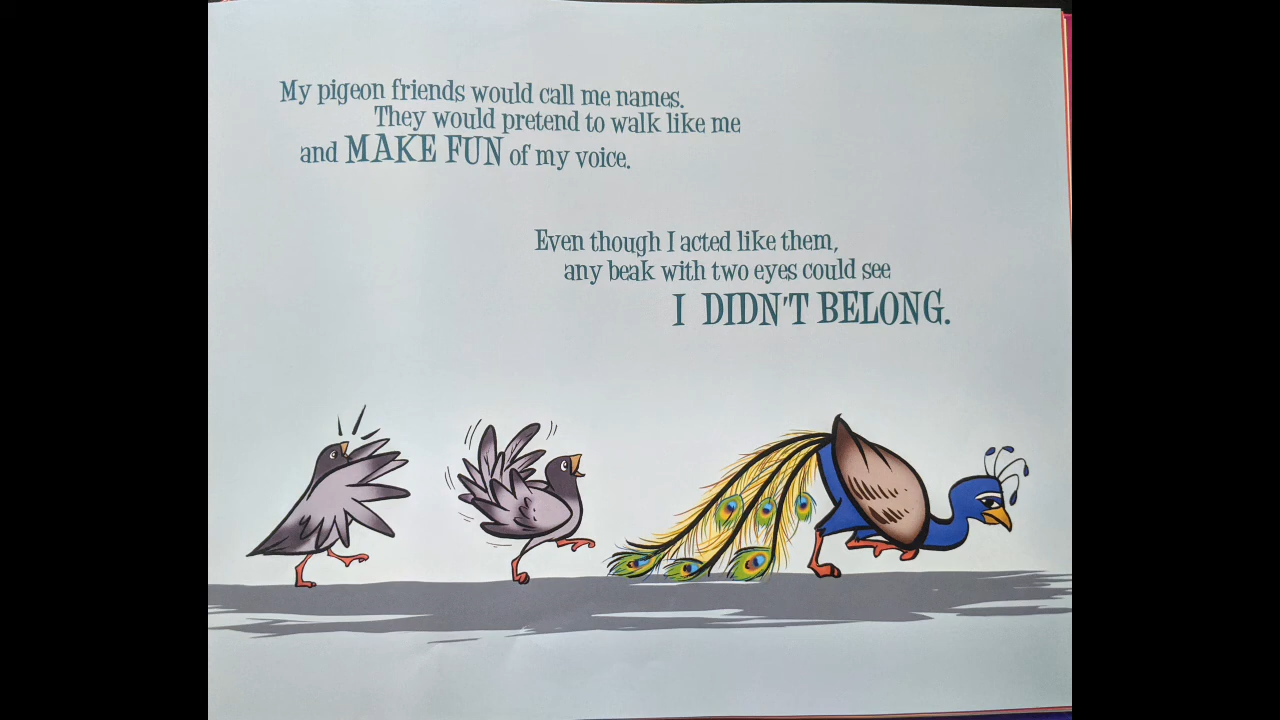 My pigeon friends would call me names.
They would pretend to walk like me
and MAKE FUN of my voice.
Even though I acted like them,
any beak with two eyes could see
I DIDN'T BELONG.